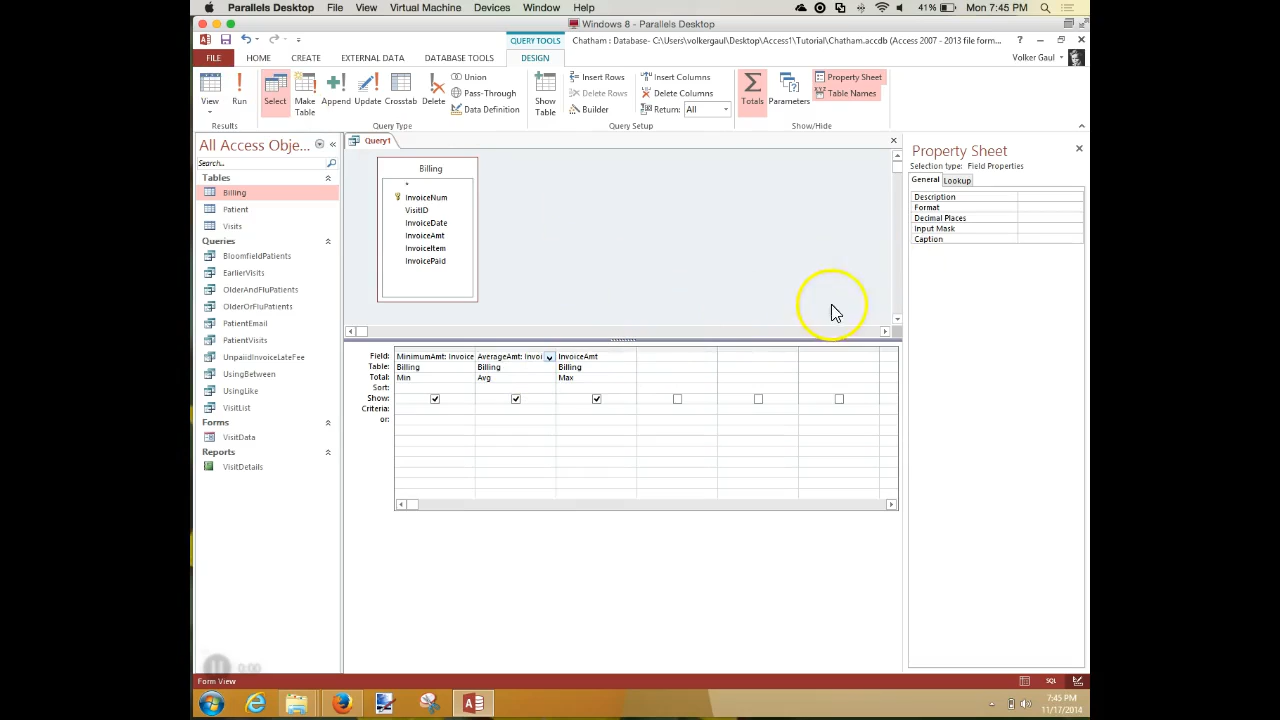 Parallels Desktop File View Virtual Machine Devices Window Help 41% Mon 7:45 PM
Windows 8 - Parallels Desktop
QUERY TOOLS Chatham : Database- C:\Users\volkergaul\Desktop\Access1\Tutorial\Chatham.accdb (Access 2007 - 2013 file form... ?
FILE HOME CREATE EXTERNAL DATA DATABASE TOOLS DESIGN Volker Gaul
View Run Select Make Table Append Update Crosstab Delete
Union
Pass-Through
Data Definition
Show Table
Insert Rows
Delete Rows
Builder
Insert Columns
Delete Columns
Return: All
Totals Parameters
Property Sheet
XYZ Table Names
Results Query Type Query Setup Show/Hide
All Access Obje...
Search...
Tables
Billing
Patient
Visits
Queries
BloomfieldPatients
EarlierVisits
OlderAndFluPatients
OlderOrFluPatients
PatientEmail
PatientVisits
UnpaidInvoiceLateFee
UsingBetween
UsingLike
VisitList
Forms
VisitData
Reports
VisitDetails
Query1
Billing
*
InvoiceNum
VisitID
InvoiceDate
InvoiceAmt
InvoiceItem
InvoicePaid
Field: MinimumAmt: Invoice AverageAmt: Invoi InvoiceAmt
Table: Billing Billing Billing
Total: Min Avg Max
Sort:
Show:
Criteria:
or:
Property Sheet
Selection type: Field Properties
General Lookup
Description
Format
Decimal Places
Input Mask
Caption
0:00
Form View SQL
7:45 PM
11/17/2014